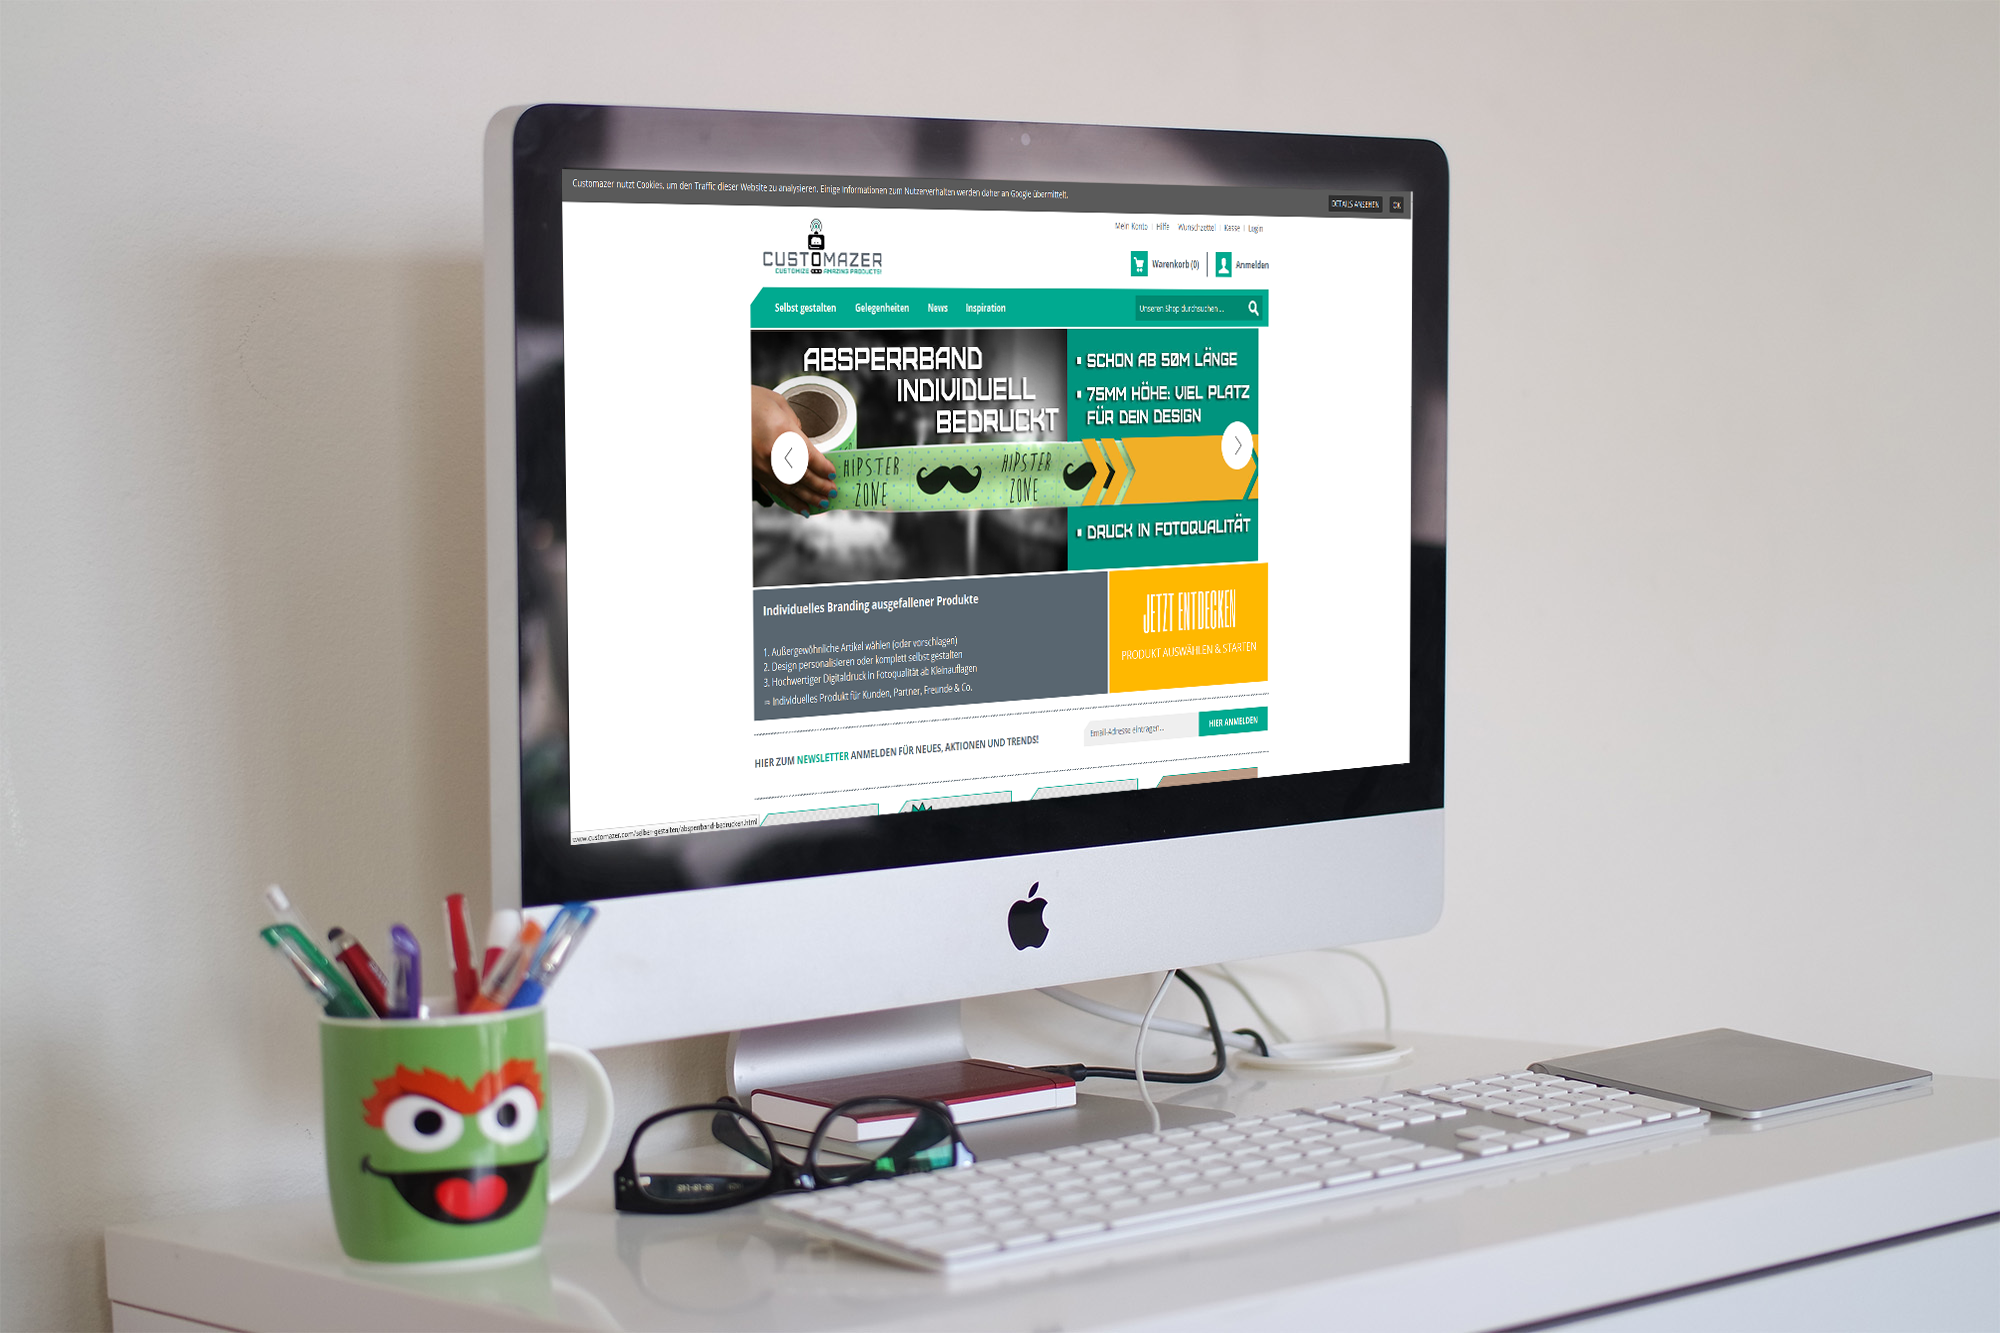 Customazer nutzt Cookies, um den Traffic dieser Website zu analysieren. Einige Informationen zum Nutzerverhalten werden daher an Google übermittelt.
DETAILS ANSEHEN OK
Mein Konto | Hilfe Wunschzettel | Kasse | Login
CUSTOMAZER
CUSTOMIZE AMAZING PRODUCTS!
Warenkorb (0) Anmelden
Selbst gestalten Gelegenheiten News Inspiration
Unseren Shop durchsuchen ...
ABSPERRBAND
INDIVIDUELL
BEDRUCKT
SCHON AB 50M LÄNGE
75MM HÖHE: VIEL PLATZ
FÜR DEIN DESIGN
HIPSTER ZONE
HIPSTER ZONE
DRUCK IN FOTOQUALITÄT
Individuelles Branding ausgefallener Produkte
1. Außergewöhnliche Artikel wählen (oder vorschlagen)
2. Design personalisieren oder komplett selbst gestalten
3. Hochwertiger Digitaldruck in Fotoqualität ab Kleinauflagen
= Individuelles Produkt für Kunden, Partner, Freunde & Co.
JETZT ENTDECKEN
PRODUKT AUSWÄHLEN & STARTEN
HIER ZUM NEWSLETTER ANMELDEN FÜR NEUES, AKTIONEN UND TRENDS!
Email-Adresse eintragen...
HIER ANMELDEN
www.customazer.com/selber-gestalten/absperrband-bedrucken.html